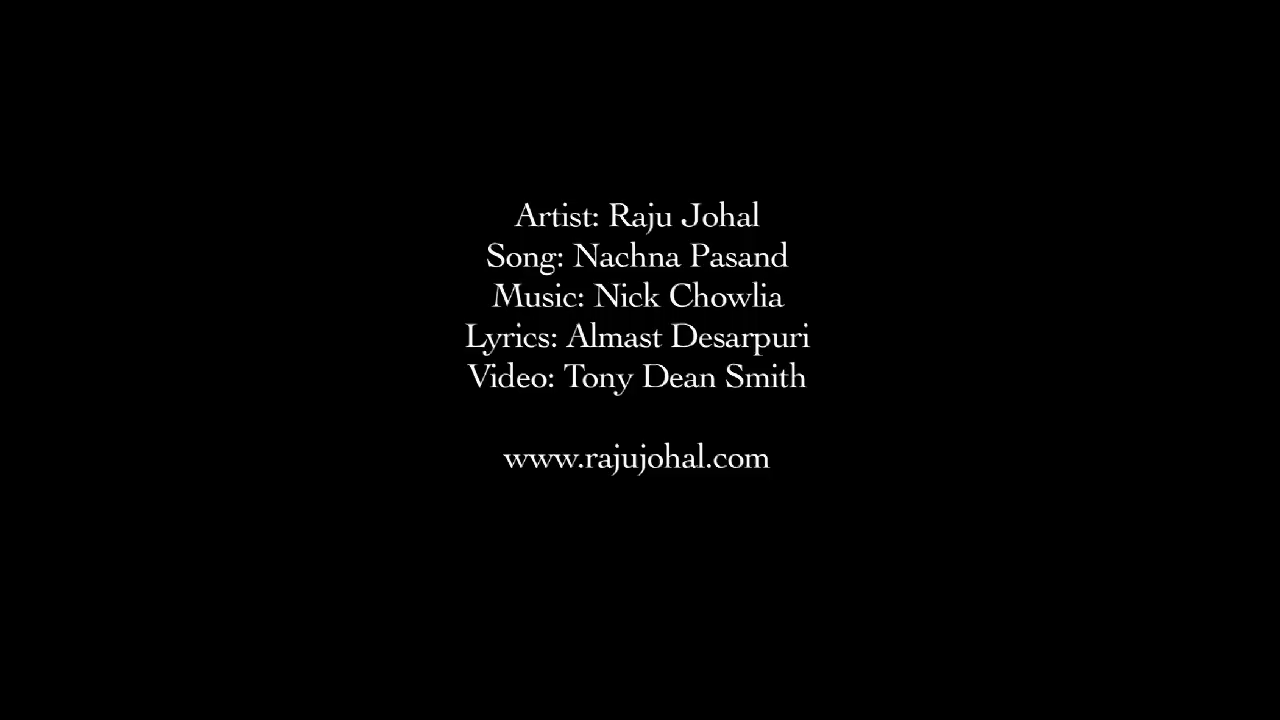 Artist: Raju Johal
Song: Nachna Pasand
Music: Nick Chowlia
Lyrics: Almast Desarpuri
Video: Tony Dean Smith
www.rajujohal.com